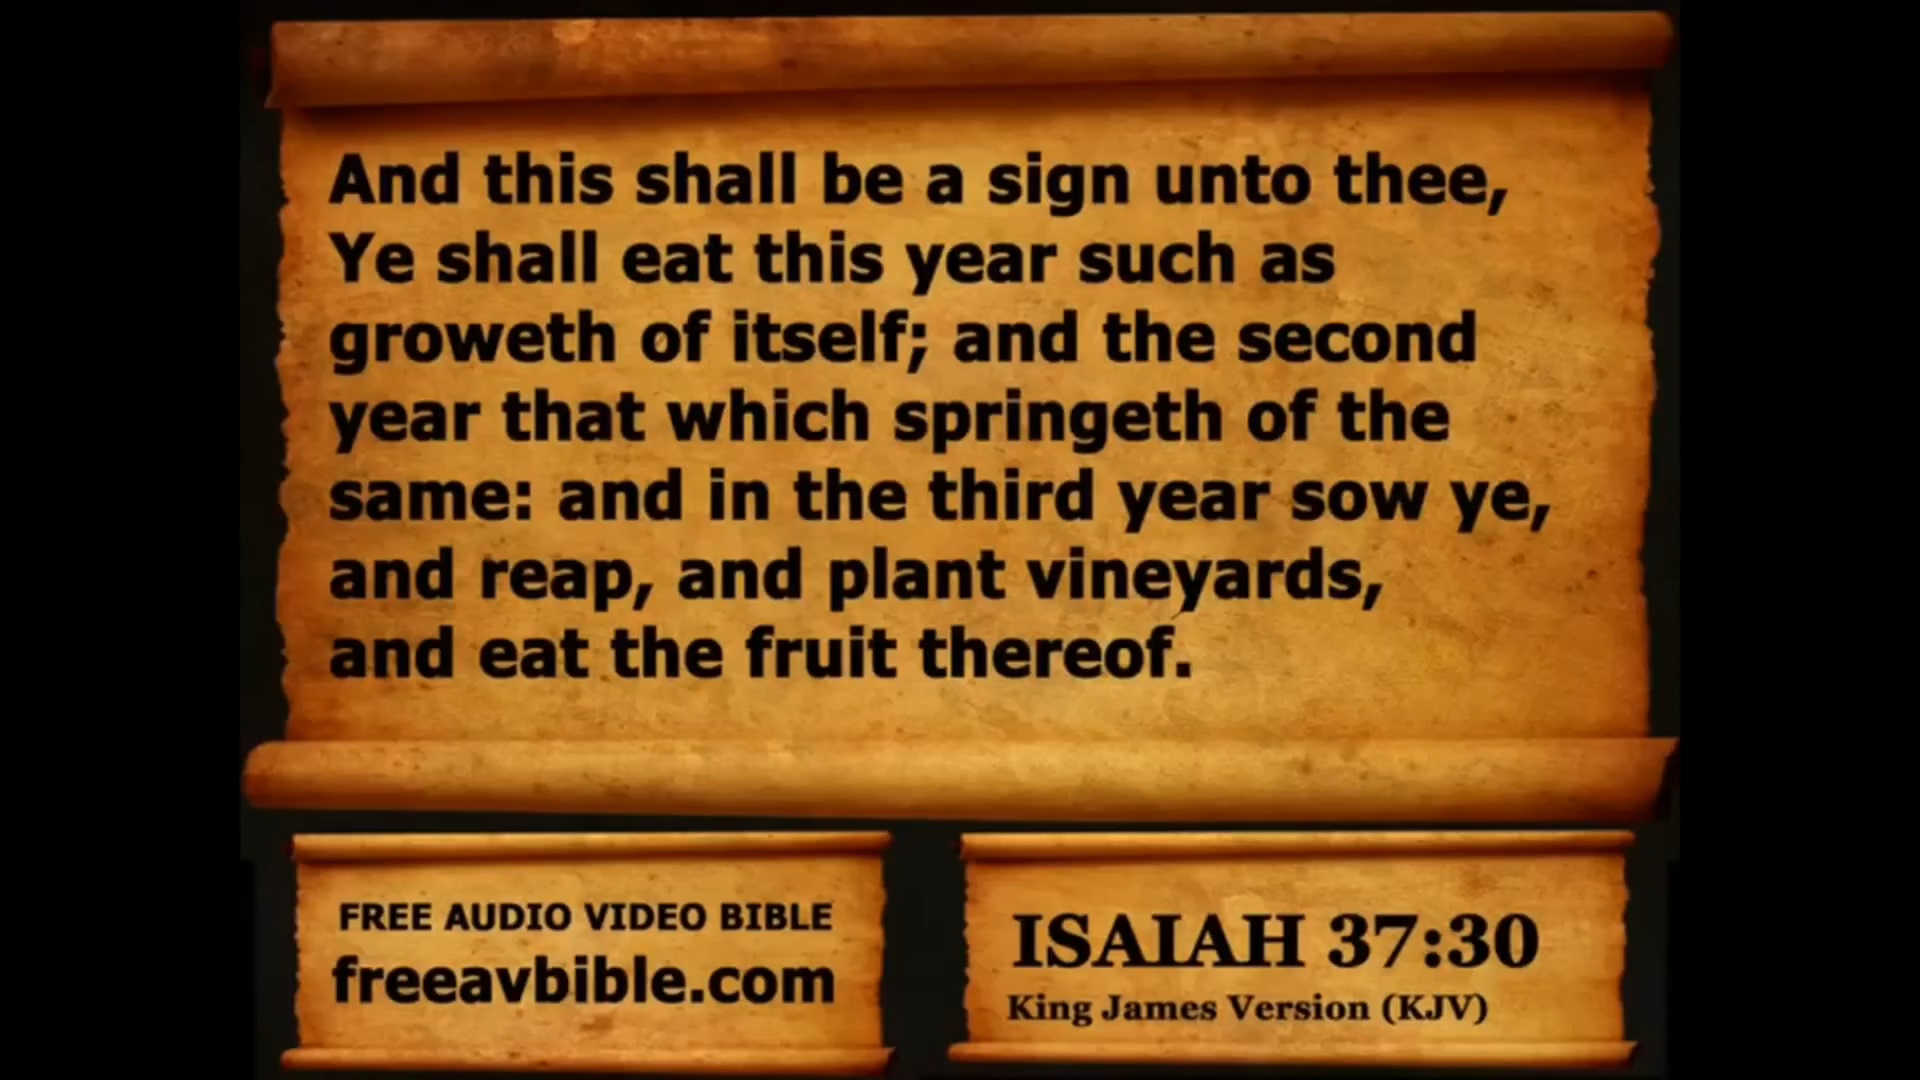 And this shall be a sign unto thee,
Ye shall eat this year such as
groweth of itself; and the second
year that which springeth of the
same: and in the third year sow ye,
and reap, and plant vineyards,
and eat the fruit thereof.
FREE AUDIO VIDEO BIBLE
freeavbible.com
ISAIAH 37:30
King James Version (KJV)